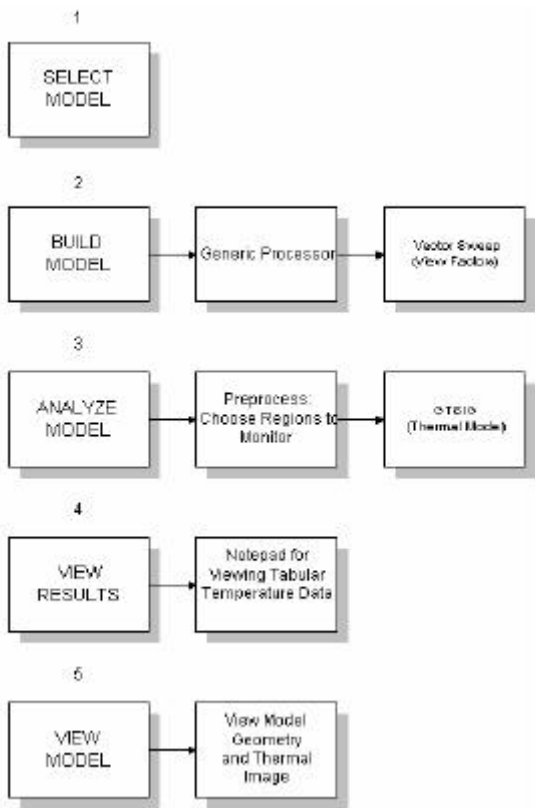 1
SELECT
MODEL
2
BUILD
MODEL
Generic Processor
Vector Sweep
(View Factors)
3
ANALYZE
MODEL
Preprocess:
Choose Regions to
Monitor
GTSIG
(Thermal Model)
4
VIEW
RESULTS
Notepad for
Viewing Tabular
Temperature Data
5
VIEW
MODEL
View Model
Geometry
and Thermal
Image